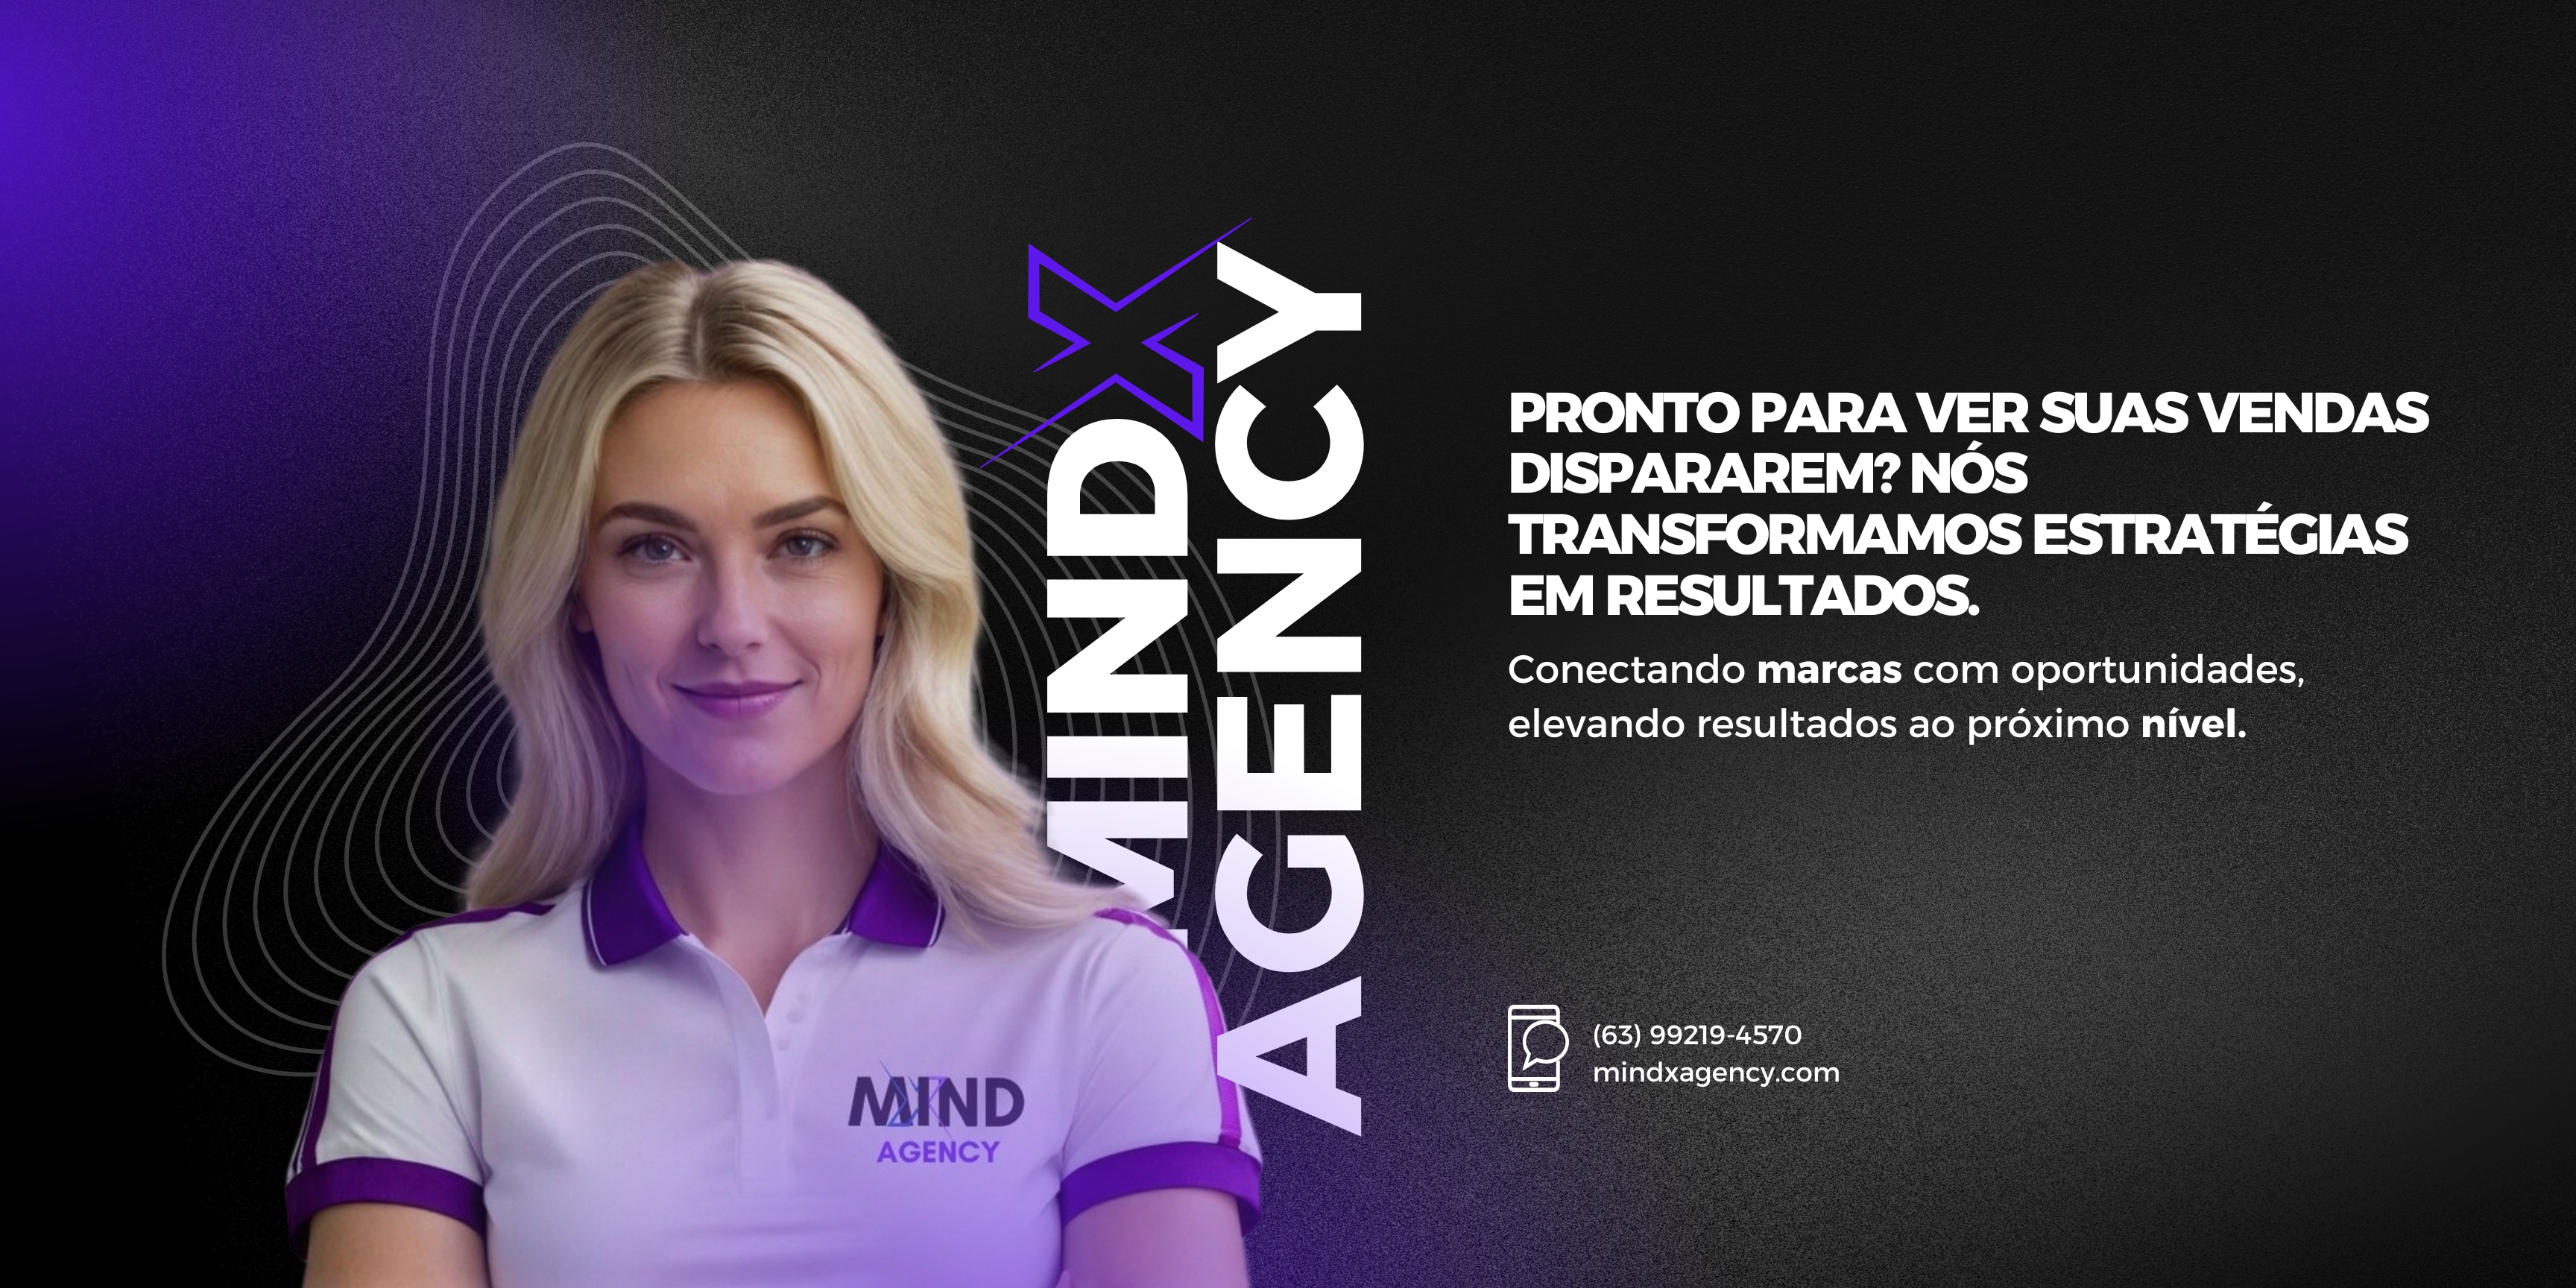 MINDX
AGENCY
PRONTO PARA VER SUAS VENDAS
DISPARAREM? NÓS
TRANSFORMAMOS ESTRATÉGIAS
EM RESULTADOS.
Conectando marcas com oportunidades,
elevando resultados ao próximo nível.
(63) 99219-4570
mindxagency.com
MIND
AGENCY